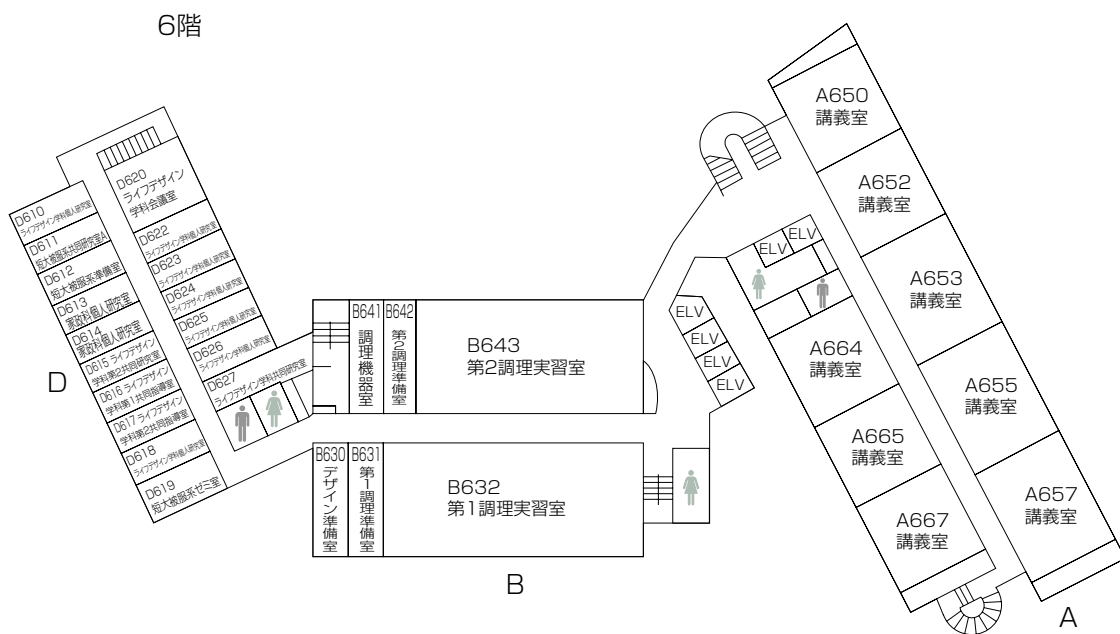 6階
D620
ライフデザイン
学科会議室
D622
ライフデザイン学科個人研究室
D623
ライフデザイン学科個人研究室
D624
ライフデザイン学科個人研究室
D625
ライフデザイン学科個人研究室
D626
ライフデザイン学科個人研究室
D627
ライフデザイン学科共同研究室
D610
ライフデザイン学科個人研究室
D611
短大被服系共同研究室A
D612
短大被服系準備室
D613
家政科個人研究室
D614
家政科個人研究室
D615 ライフデザイン
学科第2共同研究室
D616 ライフデザイン
学科第1共同指導室
D617 ライフデザイン
学科第2共同指導室
D618
ライフデザイン学科個人研究室
D619
短大被服系ゼミ室
D
B641
調理機器室
B642
第2調理準備室
B643
第2調理実習室
B630
デザイン準備室
B631
第1調理準備室
B632
第1調理実習室
B
ELV
ELV
ELV
ELV
ELV
ELV
A650
講義室
A652
講義室
A653
講義室
A655
講義室
A657
講義室
A664
講義室
A665
講義室
A667
講義室
A